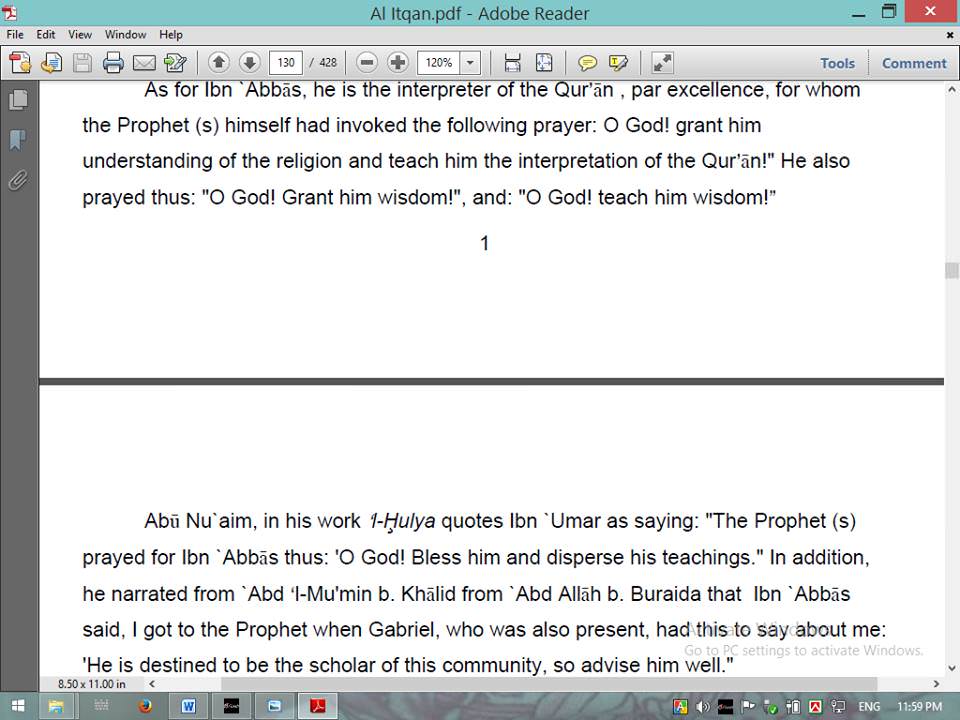 Al Itqan.pdf - Adobe Reader
File Edit View Window Help
130 / 428 120% Tools Comment
As for Ibn `Abbās, he is the interpreter of the Qur’ān , par excellence, for whom
the Prophet (s) himself had invoked the following prayer: O God! grant him
understanding of the religion and teach him the interpretation of the Qur’ān!" He also
prayed thus: "O God! Grant him wisdom!", and: "O God! teach him wisdom!”
1
Abū Nu`aim, in his work ‘l-Ḥulya quotes Ibn `Umar as saying: "The Prophet (s)
prayed for Ibn `Abbās thus: 'O God! Bless him and disperse his teachings." In addition,
he narrated from `Abd ‘l-Mu'min b. Khālid from `Abd Allāh b. Buraida that Ibn `Abbās
said, I got to the Prophet when Gabriel, who was also present, had this to say about me:
'He is destined to be the scholar of this community, so advise him well."
Activate Windows
Go to PC settings to activate Windows.
8.50 x 11.00 in
ENG 11:59 PM